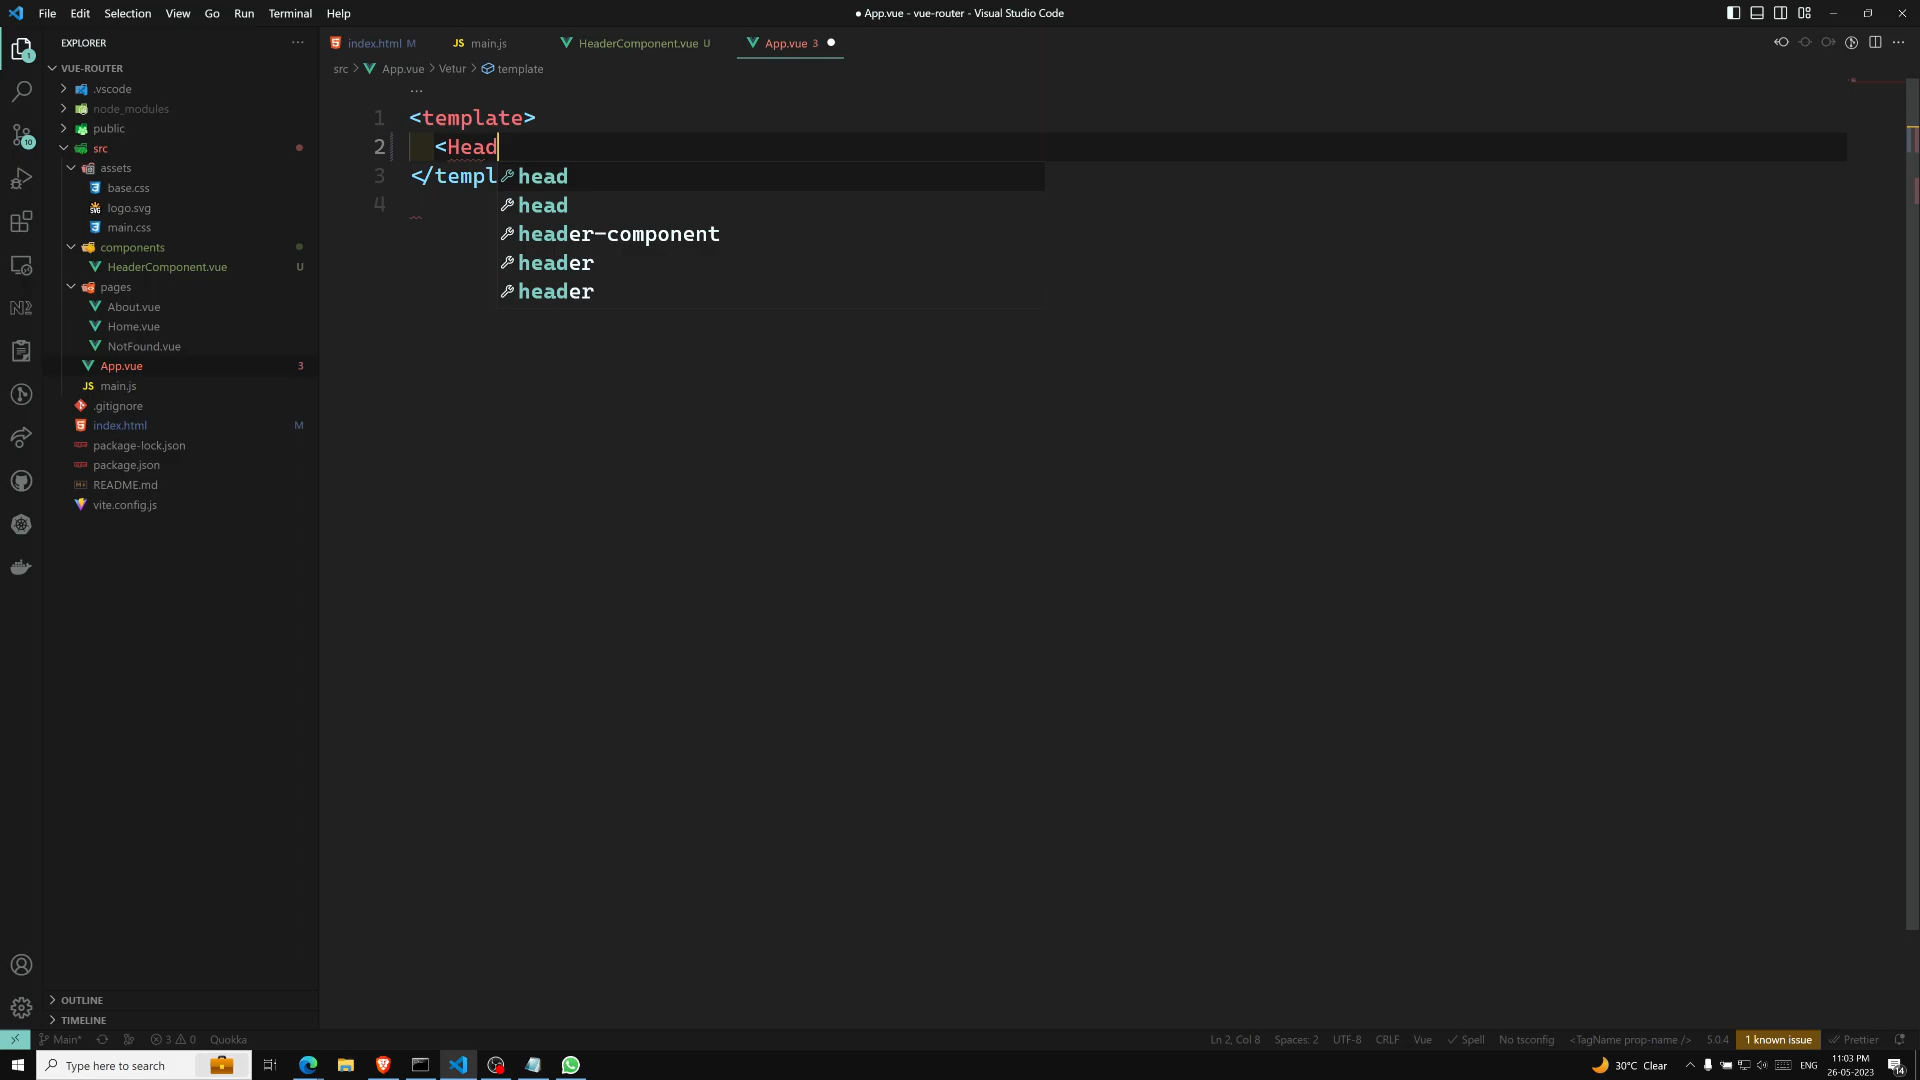 File Edit Selection View Go Run Terminal Help
● App.vue - vue-router - Visual Studio Code
EXPLORER
index.html M
JS main.js
HeaderComponent.vue U
App.vue 3
VUE-ROUTER
src > App.vue > Vetur > template
.vscode
node_modules
public
src
assets
base.css
logo.svg
main.css
components
HeaderComponent.vue U
pages
About.vue
Home.vue
NotFound.vue
App.vue 3
JS main.js
.gitignore
index.html M
package-lock.json
package.json
README.md
vite.config.js
...
1 <template>
2 <Head
3 </templ
4
head
head
header-component
header
header
OUTLINE
TIMELINE
Main* 3 0 Quokka
Ln 2, Col 8 Spaces: 2 UTF-8 CRLF Vue Spell No tsconfig <TagName prop-name /> 5.0.4 1 known issue Prettier
Type here to search
30°C Clear
ENG
11:03 PM
26-05-2023
14